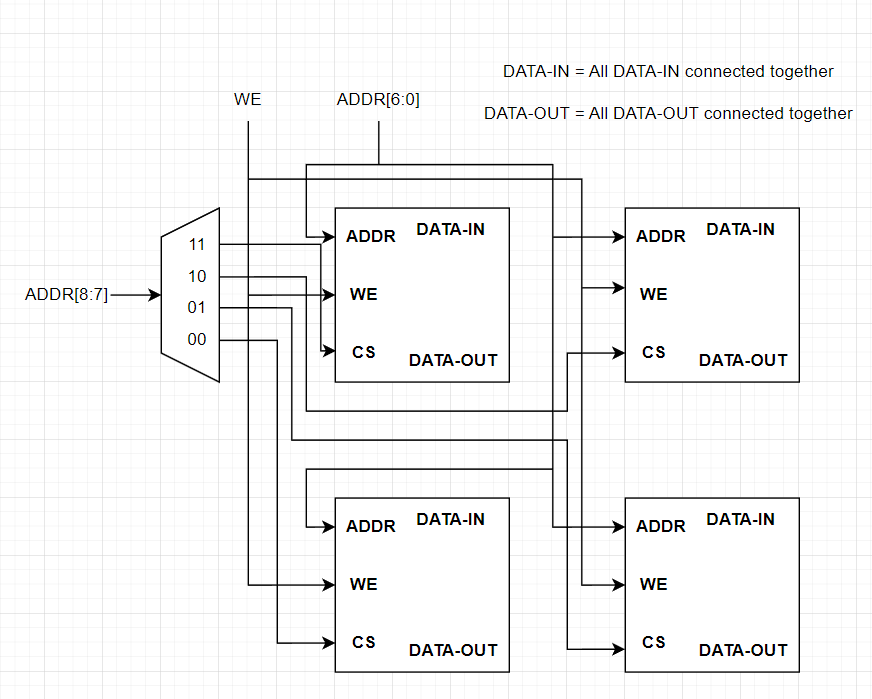 DATA-IN = All DATA-IN connected together
WE
ADDR[6:0]
DATA-OUT = All DATA-OUT connected together
ADDR[8:7]
11
10
01
00
ADDR
DATA-IN
WE
CS
DATA-OUT
ADDR
DATA-IN
WE
CS
DATA-OUT
ADDR
DATA-IN
WE
CS
DATA-OUT
ADDR
DATA-IN
WE
CS
DATA-OUT